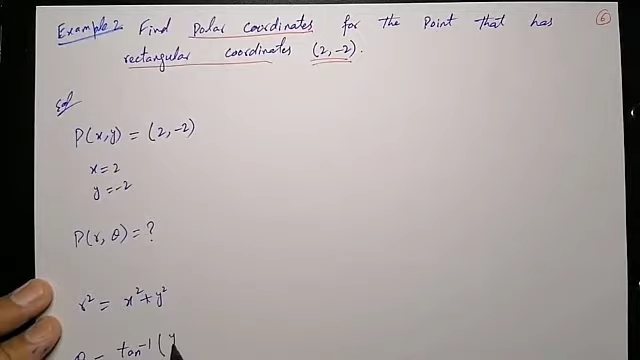 Example 2. Find polar coordinates for the point that has 6
rectangular coordinates (2, -2).
Sol
P(x,y) = (2, -2)
x = 2
y = -2
P(r, θ) = ?
r² = x² + y²
θ = tan⁻¹ (y